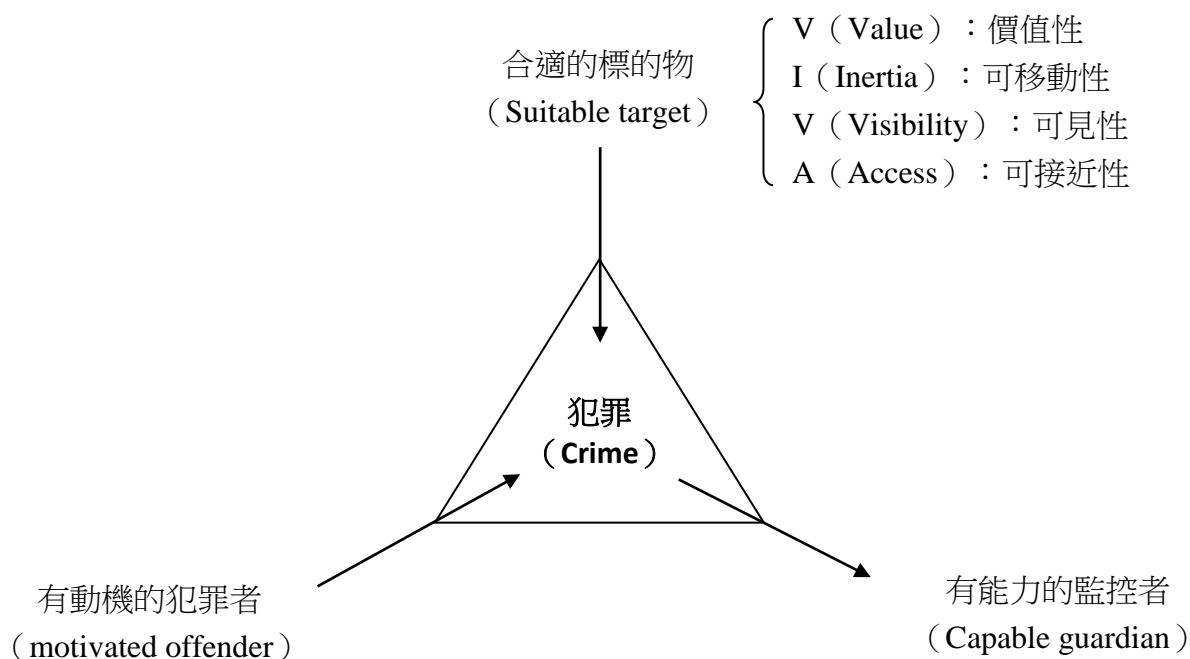 合適的標的物
（Suitable target）
V（Value）：價值性
I（Inertia）：可移動性
V（Visibility）：可見性
A（Access）：可接近性
犯罪
（Crime）
有動機的犯罪者
（motivated offender）
有能力的監控者
（Capable guardian）